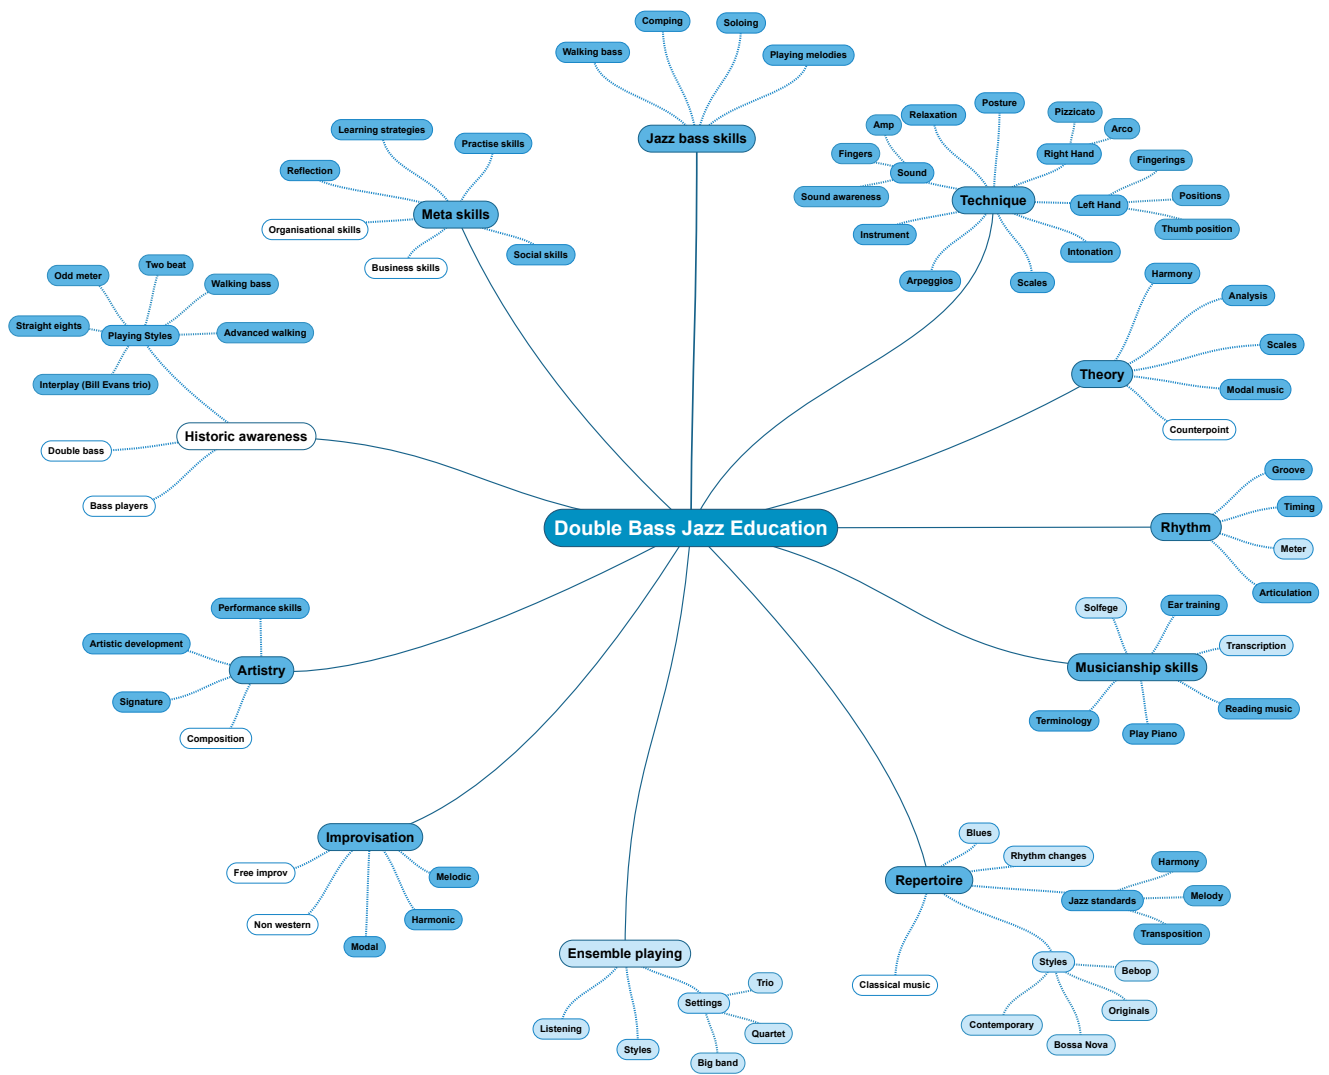 Double Bass Jazz Education
Jazz bass skills
Walking bass
Comping
Soloing
Playing melodies
Technique
Relaxation
Posture
Right Hand
Pizzicato
Arco
Left Hand
Fingerings
Positions
Thumb position
Intonation
Scales
Arpeggios
Instrument
Sound
Amp
Fingers
Sound awareness
Theory
Harmony
Analysis
Scales
Modal music
Counterpoint
Rhythm
Groove
Timing
Meter
Articulation
Musicianship skills
Solfege
Ear training
Transcription
Reading music
Play Piano
Terminology
Repertoire
Blues
Rhythm changes
Jazz standards
Harmony
Melody
Transposition
Styles
Bebop
Originals
Bossa Nova
Contemporary
Classical music
Ensemble playing
Settings
Trio
Quartet
Big band
Styles
Listening
Improvisation
Melodic
Harmonic
Modal
Non western
Free improv
Artistry
Performance skills
Artistic development
Signature
Composition
Historic awareness
Playing Styles
Odd meter
Two beat
Walking bass
Advanced walking
Straight eights
Interplay (Bill Evans trio)
Double bass
Bass players
Meta skills
Learning strategies
Practise skills
Reflection
Organisational skills
Business skills
Social skills